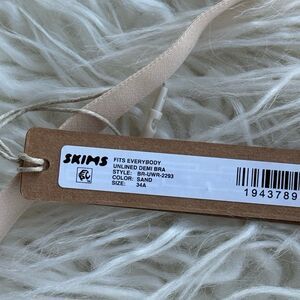 SKIMS
FITS EVERYBODY
UNLINED DEMI BRA
STYLE: BR-UWR-2293
COLOR: SAND
SIZE: 34A
1943789